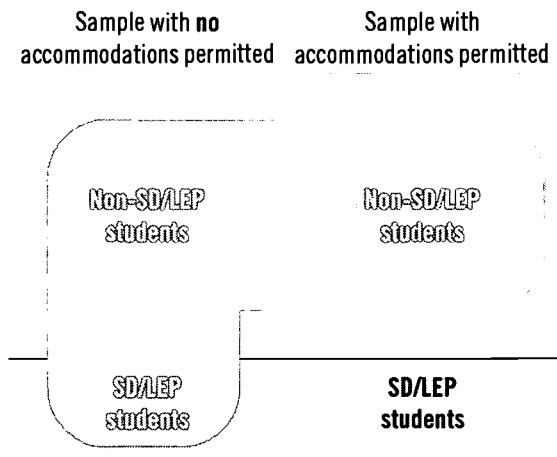 Sample with no
accommodations permitted
Sample with
accommodations permitted
Non-SD/LEP
students
Non-SD/LEP
students
SD/LEP
students
SD/LEP
students